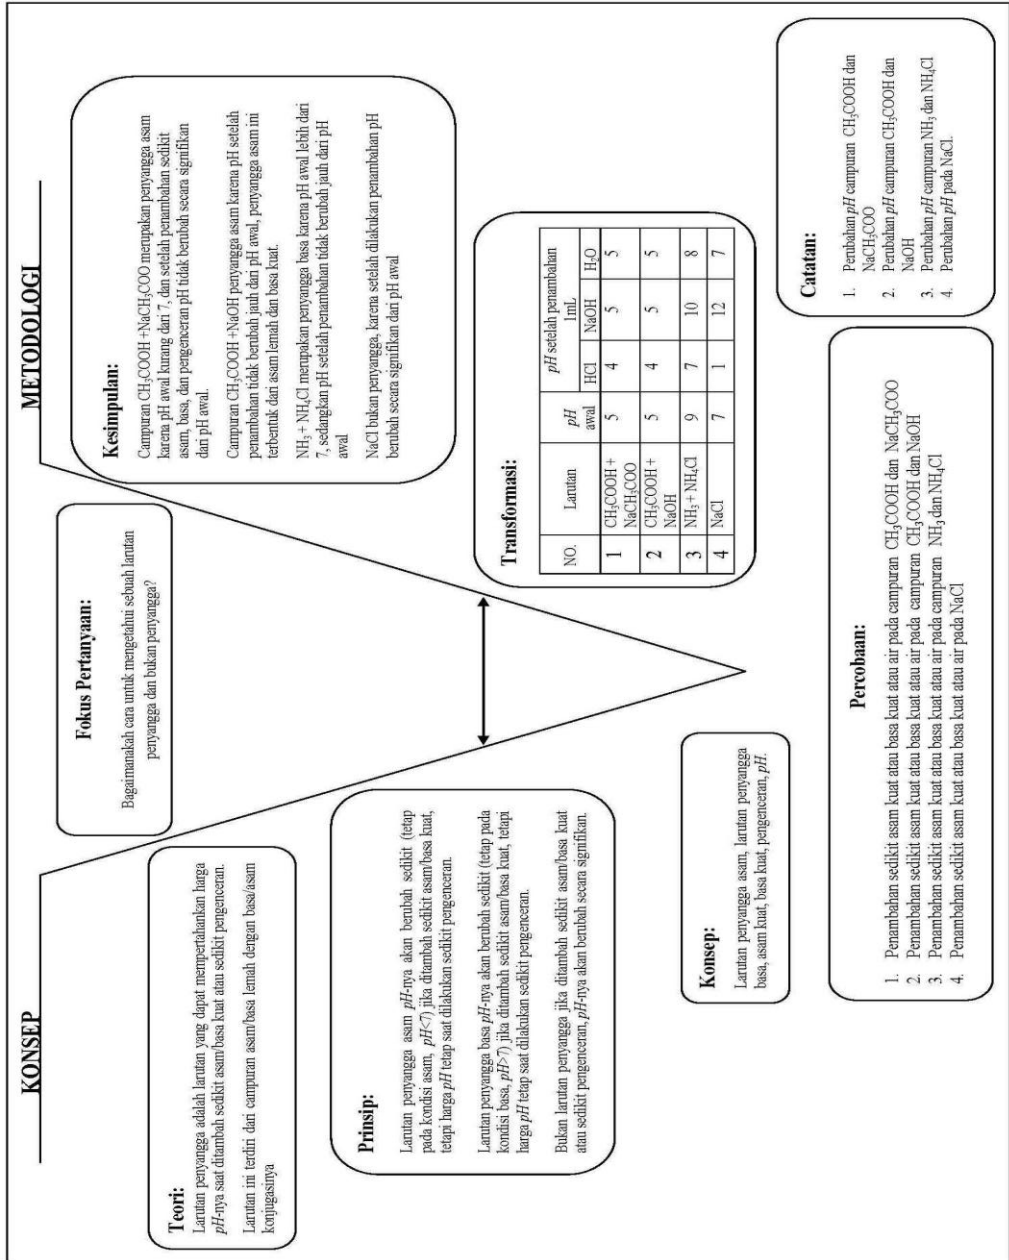 KONSEP
METODOLOGI
Fokus Pertanyaan:
Bagaimanakah cara untuk mengetahui sebuah larutan
penyangga dan bukan penyangga?
Teori:
Larutan penyangga adalah larutan yang dapat mempertahankan harga
pH-nya saat ditambah sedikit asam/basa kuat atau sedikit pengenceran.
Larutan ini terdiri dari campuran asam/basa lemah dengan basa/asam
konjugasinya
Prinsip:
Larutan penyangga asam pH-nya akan berubah sedikit (tetap
pada kondisi asam, pH<7) jika ditambah sedikit asam/basa kuat,
tetapi harga pH tetap saat dilakukan sedikit pengenceran.
Larutan penyangga basa pH-nya akan berubah sedikit (tetap pada
kondisi basa, pH>7) jika ditambah sedikit asam/basa kuat, tetapi
harga pH tetap saat dilakukan sedikit pengenceran.
Bukan larutan penyangga jika ditambah sedikit asam/basa kuat
atau sedikit pengenceran, pH-nya akan berubah secara signifikan.
Konsep:
Larutan penyangga asam, larutan penyangga
basa, asam kuat, basa kuat, pengenceran, pH.
Kesimpulan:
Campuran CH₃COOH +NaCH₃COO merupakan penyangga asam
karena pH awal kurang dari 7, dan setelah penambahan sedikit
asam, basa, dan pengenceran pH tidak berubah secara signifikan
dari pH awal.
Campuran CH₃COOH +NaOH penyangga asam karena pH setelah
penambahan tidak berubah jauh dari pH awal, penyangga asam ini
terbentuk dari asam lemah dan basa kuat.
NH₃ + NH₄Cl merupakan penyangga basa karena pH awal lebih dari
7, sedangkan pH setelah penambahan tidak berubah jauh dari pH
awal
NaCl bukan penyangga, karena setelah dilakukan penambahan pH
berubah secara signifikan dari pH awal
Transformasi:
NO. Larutan pH awal pH setelah penambahan 1mL
HCl NaOH H₂O
1 CH₃COOH + NaCH₃COO 5 4 5 5
2 CH₃COOH + NaOH 5 4 5 5
3 NH₃ + NH₄Cl 9 7 10 8
4 NaCl 7 1 12 7
Percobaan:
1. Penambahan sedikit asam kuat atau basa kuat atau air pada campuran CH₃COOH dan NaCH₃COO
2. Penambahan sedikit asam kuat atau basa kuat atau air pada campuran CH₃COOH dan NaOH
3. Penambahan sedikit asam kuat atau basa kuat atau air pada campuran NH₃ dan NH₄Cl
4. Penambahan sedikit asam kuat atau basa kuat atau air pada NaCl
Catatan:
1. Perubahan pH campuran CH₃COOH dan
NaCH₃COO
2. Perubahan pH campuran CH₃COOH dan
NaOH
3. Perubahan pH campuran NH₃ dan NH₄Cl
4. Perubahan pH pada NaCl.